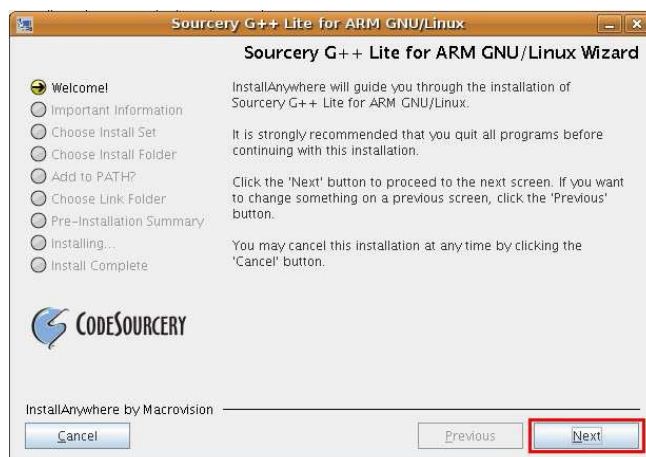 Sourcery G++ Lite for ARM GNU/Linux
Sourcery G++ Lite for ARM GNU/Linux Wizard
Welcome!
Important Information
Choose Install Set
Choose Install Folder
Add to PATH?
Choose Link Folder
Pre-Installation Summary
Installing...
Install Complete
InstallAnywhere will guide you through the installation of
Sourcery G++ Lite for ARM GNU/Linux.
It is strongly recommended that you quit all programs before
continuing with this installation.
Click the 'Next' button to proceed to the next screen. If you want
to change something on a previous screen, click the 'Previous'
button.
You may cancel this installation at any time by clicking the
'Cancel' button.
CODESOURCERY
InstallAnywhere by Macrovision
Cancel
Previous
Next